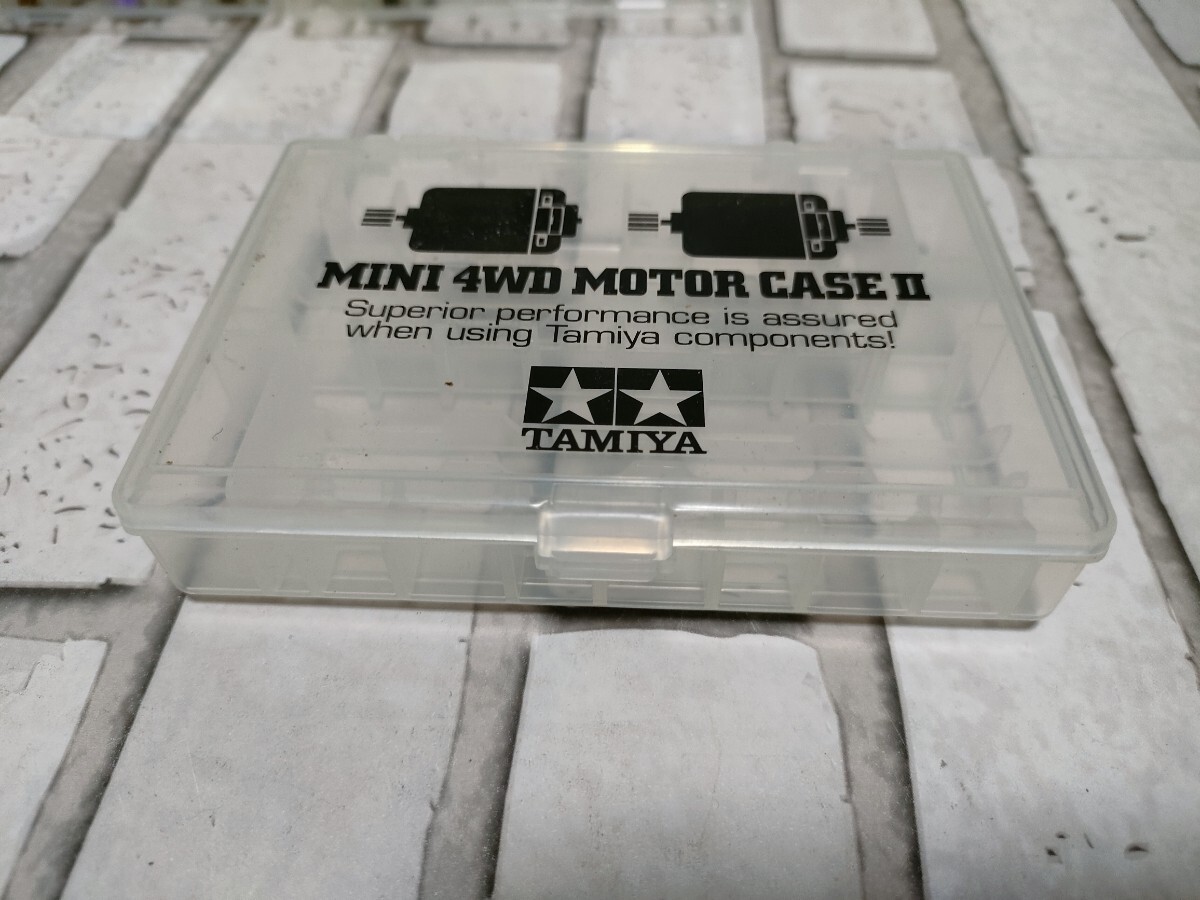 MINI 4WD MOTOR CASE II
Superior performance is assured
when using Tamiya components!
TAMIYA